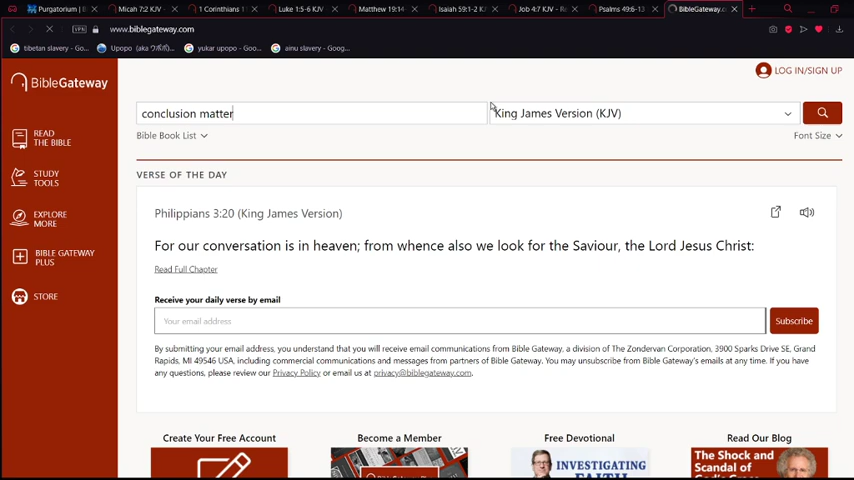 Purgatorium | B
Micah 7:2 KJV -
1 Corinthians 1
Luke 1:5-6 KJV
Matthew 19:14
Isaiah 59:1-2 K
Job 4:7 KJV - R
Psalms 49:6-13
BibleGateway.c
VPN
www.biblegateway.com
tibetan slavery - Go...
Upopo (aka ウポポ)...
yukar upopo - Goo...
ainu slavery - Goog...
BibleGateway
LOG IN/SIGN UP
conclusion matter
King James Version (KJV)
Bible Book List
Font Size
READ
THE BIBLE
STUDY
TOOLS
EXPLORE
MORE
BIBLE GATEWAY
PLUS
STORE
VERSE OF THE DAY
Philippians 3:20 (King James Version)
For our conversation is in heaven; from whence also we look for the Saviour, the Lord Jesus Christ:
Read Full Chapter
Receive your daily verse by email
Your email address
Subscribe
By submitting your email address, you understand that you will receive email communications from Bible Gateway, a division of The Zondervan Corporation, 3900 Sparks Drive SE, Grand
Rapids, MI 49546 USA, including commercial communications and messages from partners of Bible Gateway. You may unsubscribe from Bible Gateway's emails at any time. If you have
any questions, please review our Privacy Policy or email us at privacy@biblegateway.com.
Create Your Free Account
Become a Member
Free Devotional
Read Our Blog
INVESTIGATING
FAITH
The Shock and
Scandal of
God's Grace